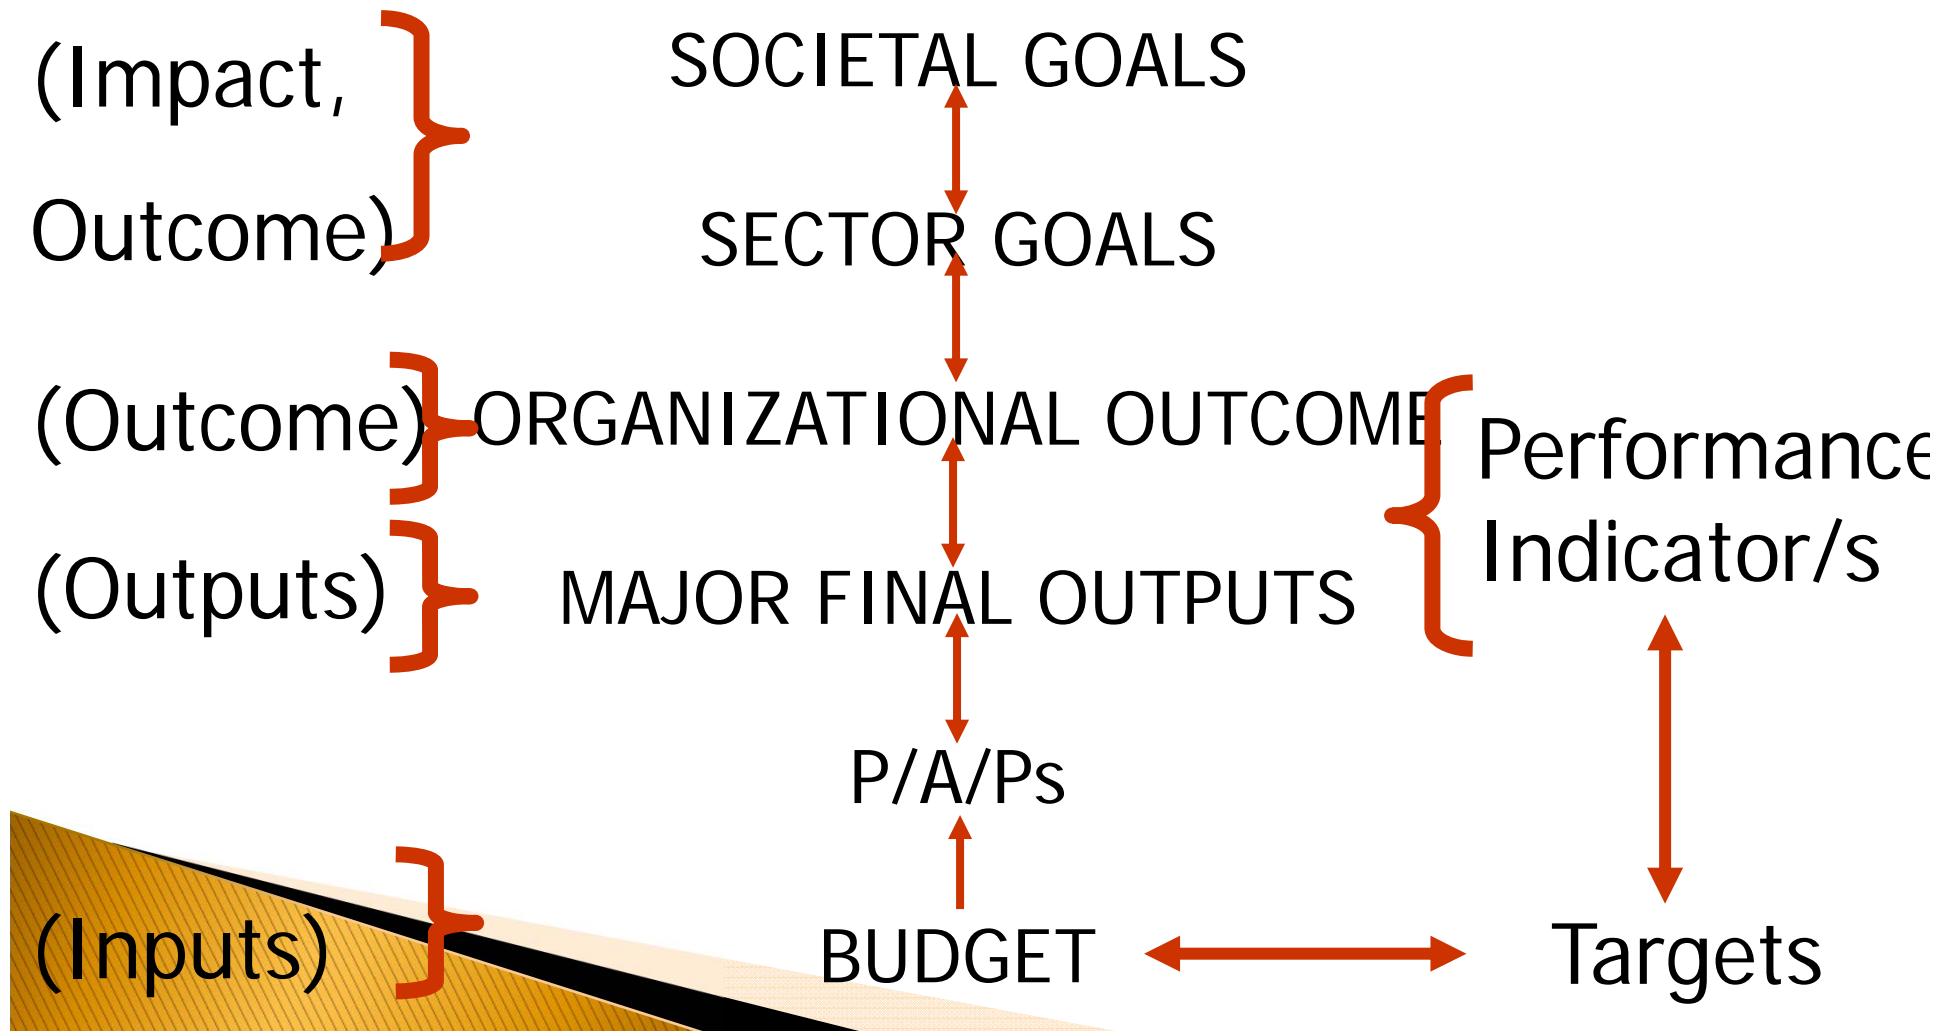 (Impact,
Outcome)
SOCIETAL GOALS
SECTOR GOALS
(Outcome)
ORGANIZATIONAL OUTCOME
Performance
Indicator/s
(Outputs)
MAJOR FINAL OUTPUTS
P/A/Ps
(Inputs)
BUDGET
Targets